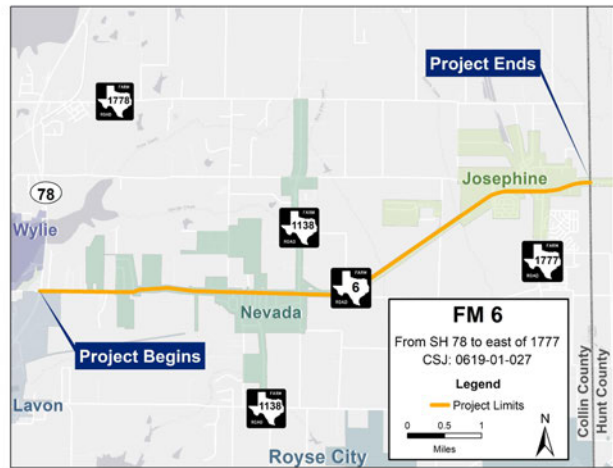 Project Ends
FARM
1778
ROAD
Josephine
78
Wylie
FARM
1138
ROAD
FARM
1777
ROAD
FARM
6
ROAD
Nevada
Project Begins
FM 6
From SH 78 to east of 1777
CSJ: 0619-01-027
Legend
Project Limits
0 0.5 1
Miles
N
Collin County
Hunt County
Lavon
FARM
1138
ROAD
Royse City